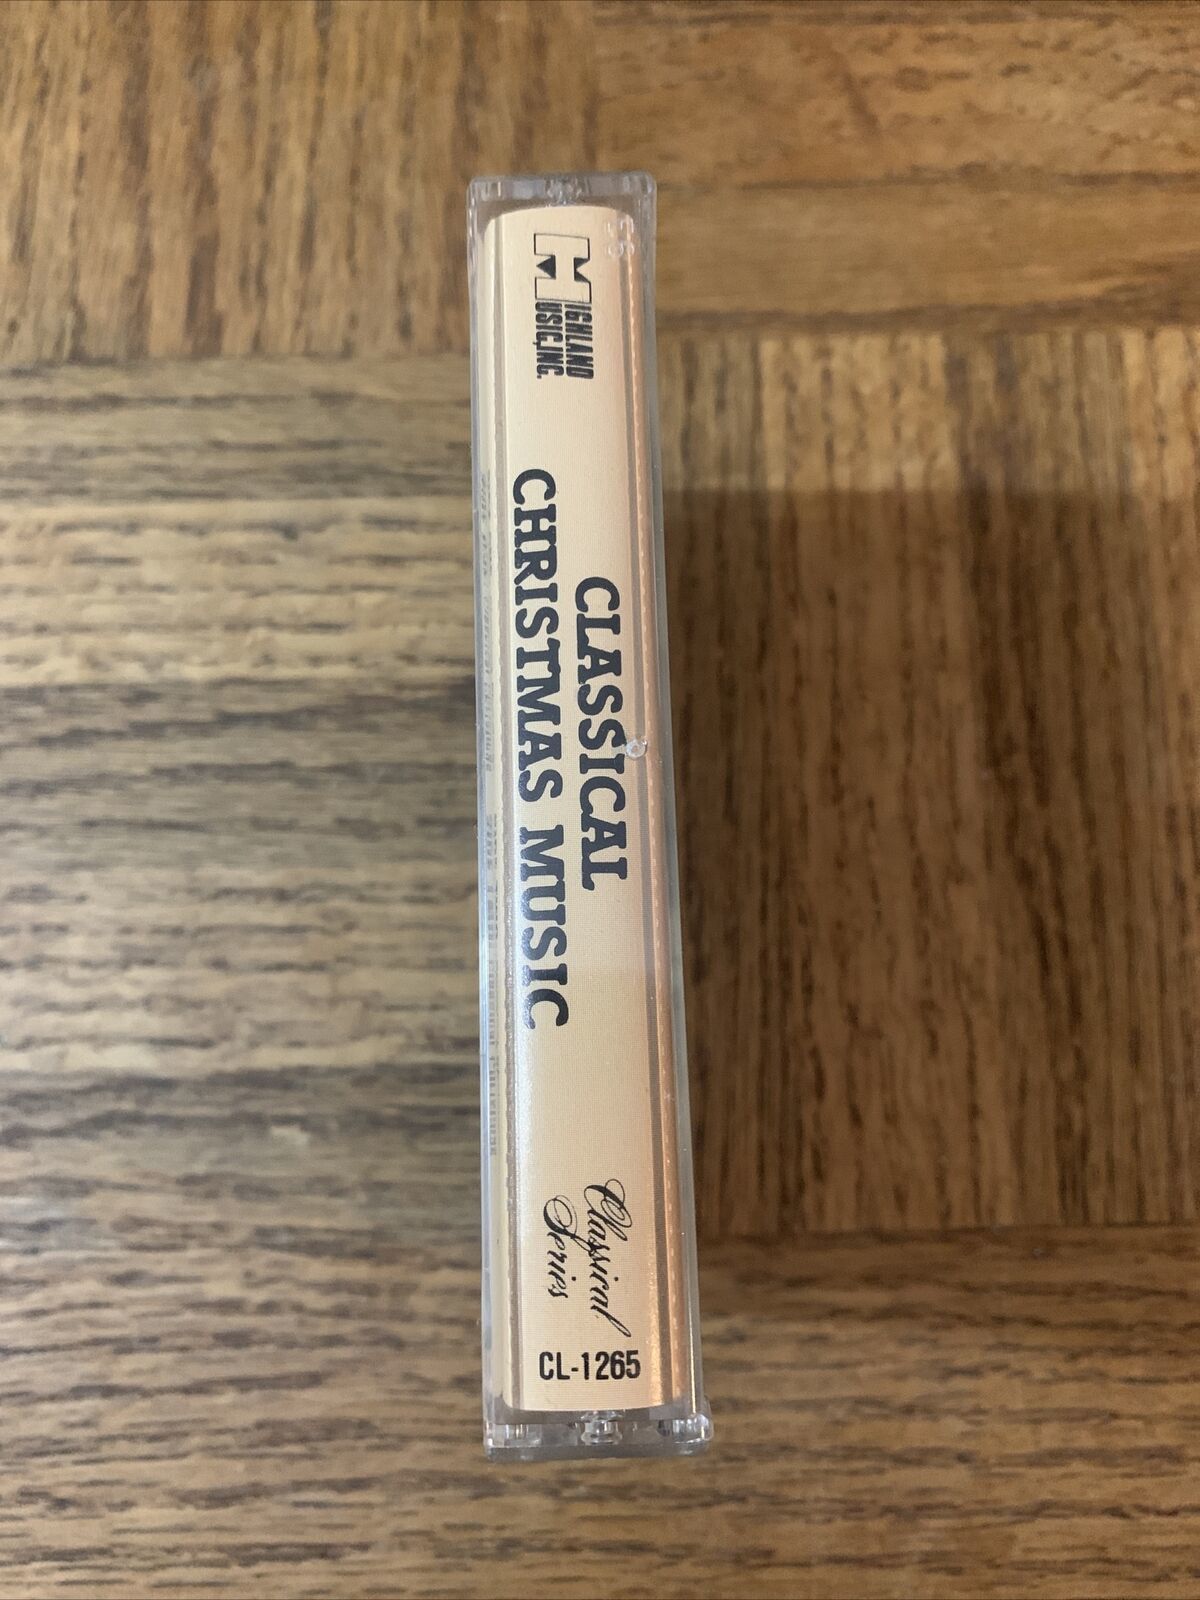 HIGHLAND
MUSIC, INC.
CLASSICAL
CHRISTMAS MUSIC
Classical
Series
CL-1265